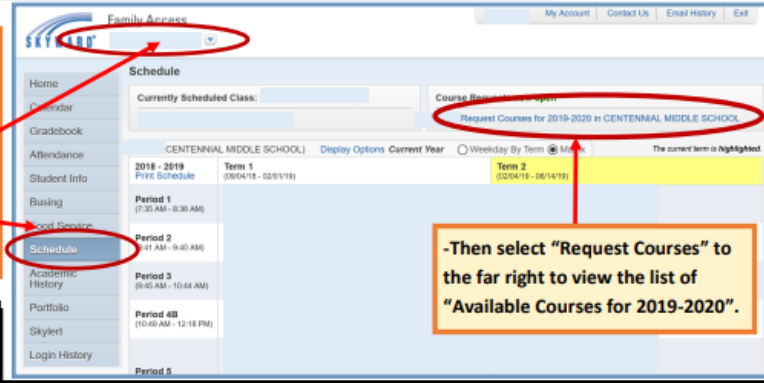 Family Access
My Account Contact Us Email History Exit
SKYWARD
Schedule
Home
Calendar
Gradebook
Attendance
Student Info
Busing
Food Service
Schedule
Academic
History
Portfolio
Skylert
Login History
Currently Scheduled Class:
Course Requests Now Open
Request Courses for 2019-2020 in CENTENNIAL MIDDLE SCHOOL
CENTENNIAL MIDDLE SCHOOL) Display Options Current Year Weekday By Term Matrix The current term is highlighted.
2018 - 2019 Term 1 Term 2
Print Schedule (09/04/18 - 02/01/19) (02/04/19 - 06/14/19)
Period 1
(7:35 AM - 8:36 AM)
Period 2
(8:41 AM - 9:40 AM)
Period 3
(9:45 AM - 10:44 AM)
Period 4B
(10:49 AM - 12:18 PM)
Period 5
-Then select “Request Courses” to
the far right to view the list of
“Available Courses for 2019-2020”.